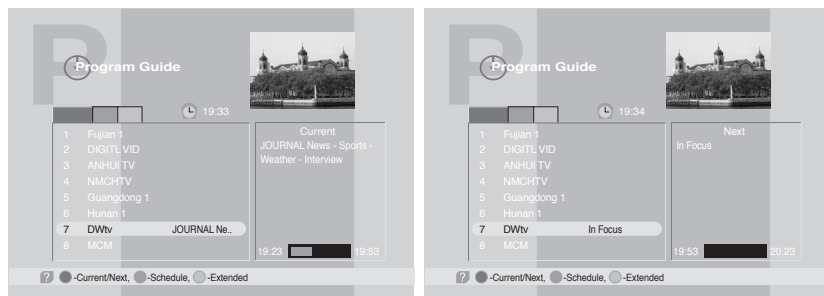 P
Program Guide
19:33
1 Fujian 1
2 DIGITL VID
3 ANHUI TV
4 NMCHTV
5 Guangdong 1
6 Hunan 1
7 DWtv JOURNAL Ne..
8 MCM
Current
JOURNAL News - Sports -
Weather - Interview
19:23 19:53
? -Current/Next, -Schedule, -Extended
P
Program Guide
19:34
1 Fujian 1
2 DIGITL VID
3 ANHUI TV
4 NMCHTV
5 Guangdong 1
6 Hunan 1
7 DWtv In Focus
8 MCM
Next
In Focus
19:53 20:23
? -Current/Next, -Schedule, -Extended